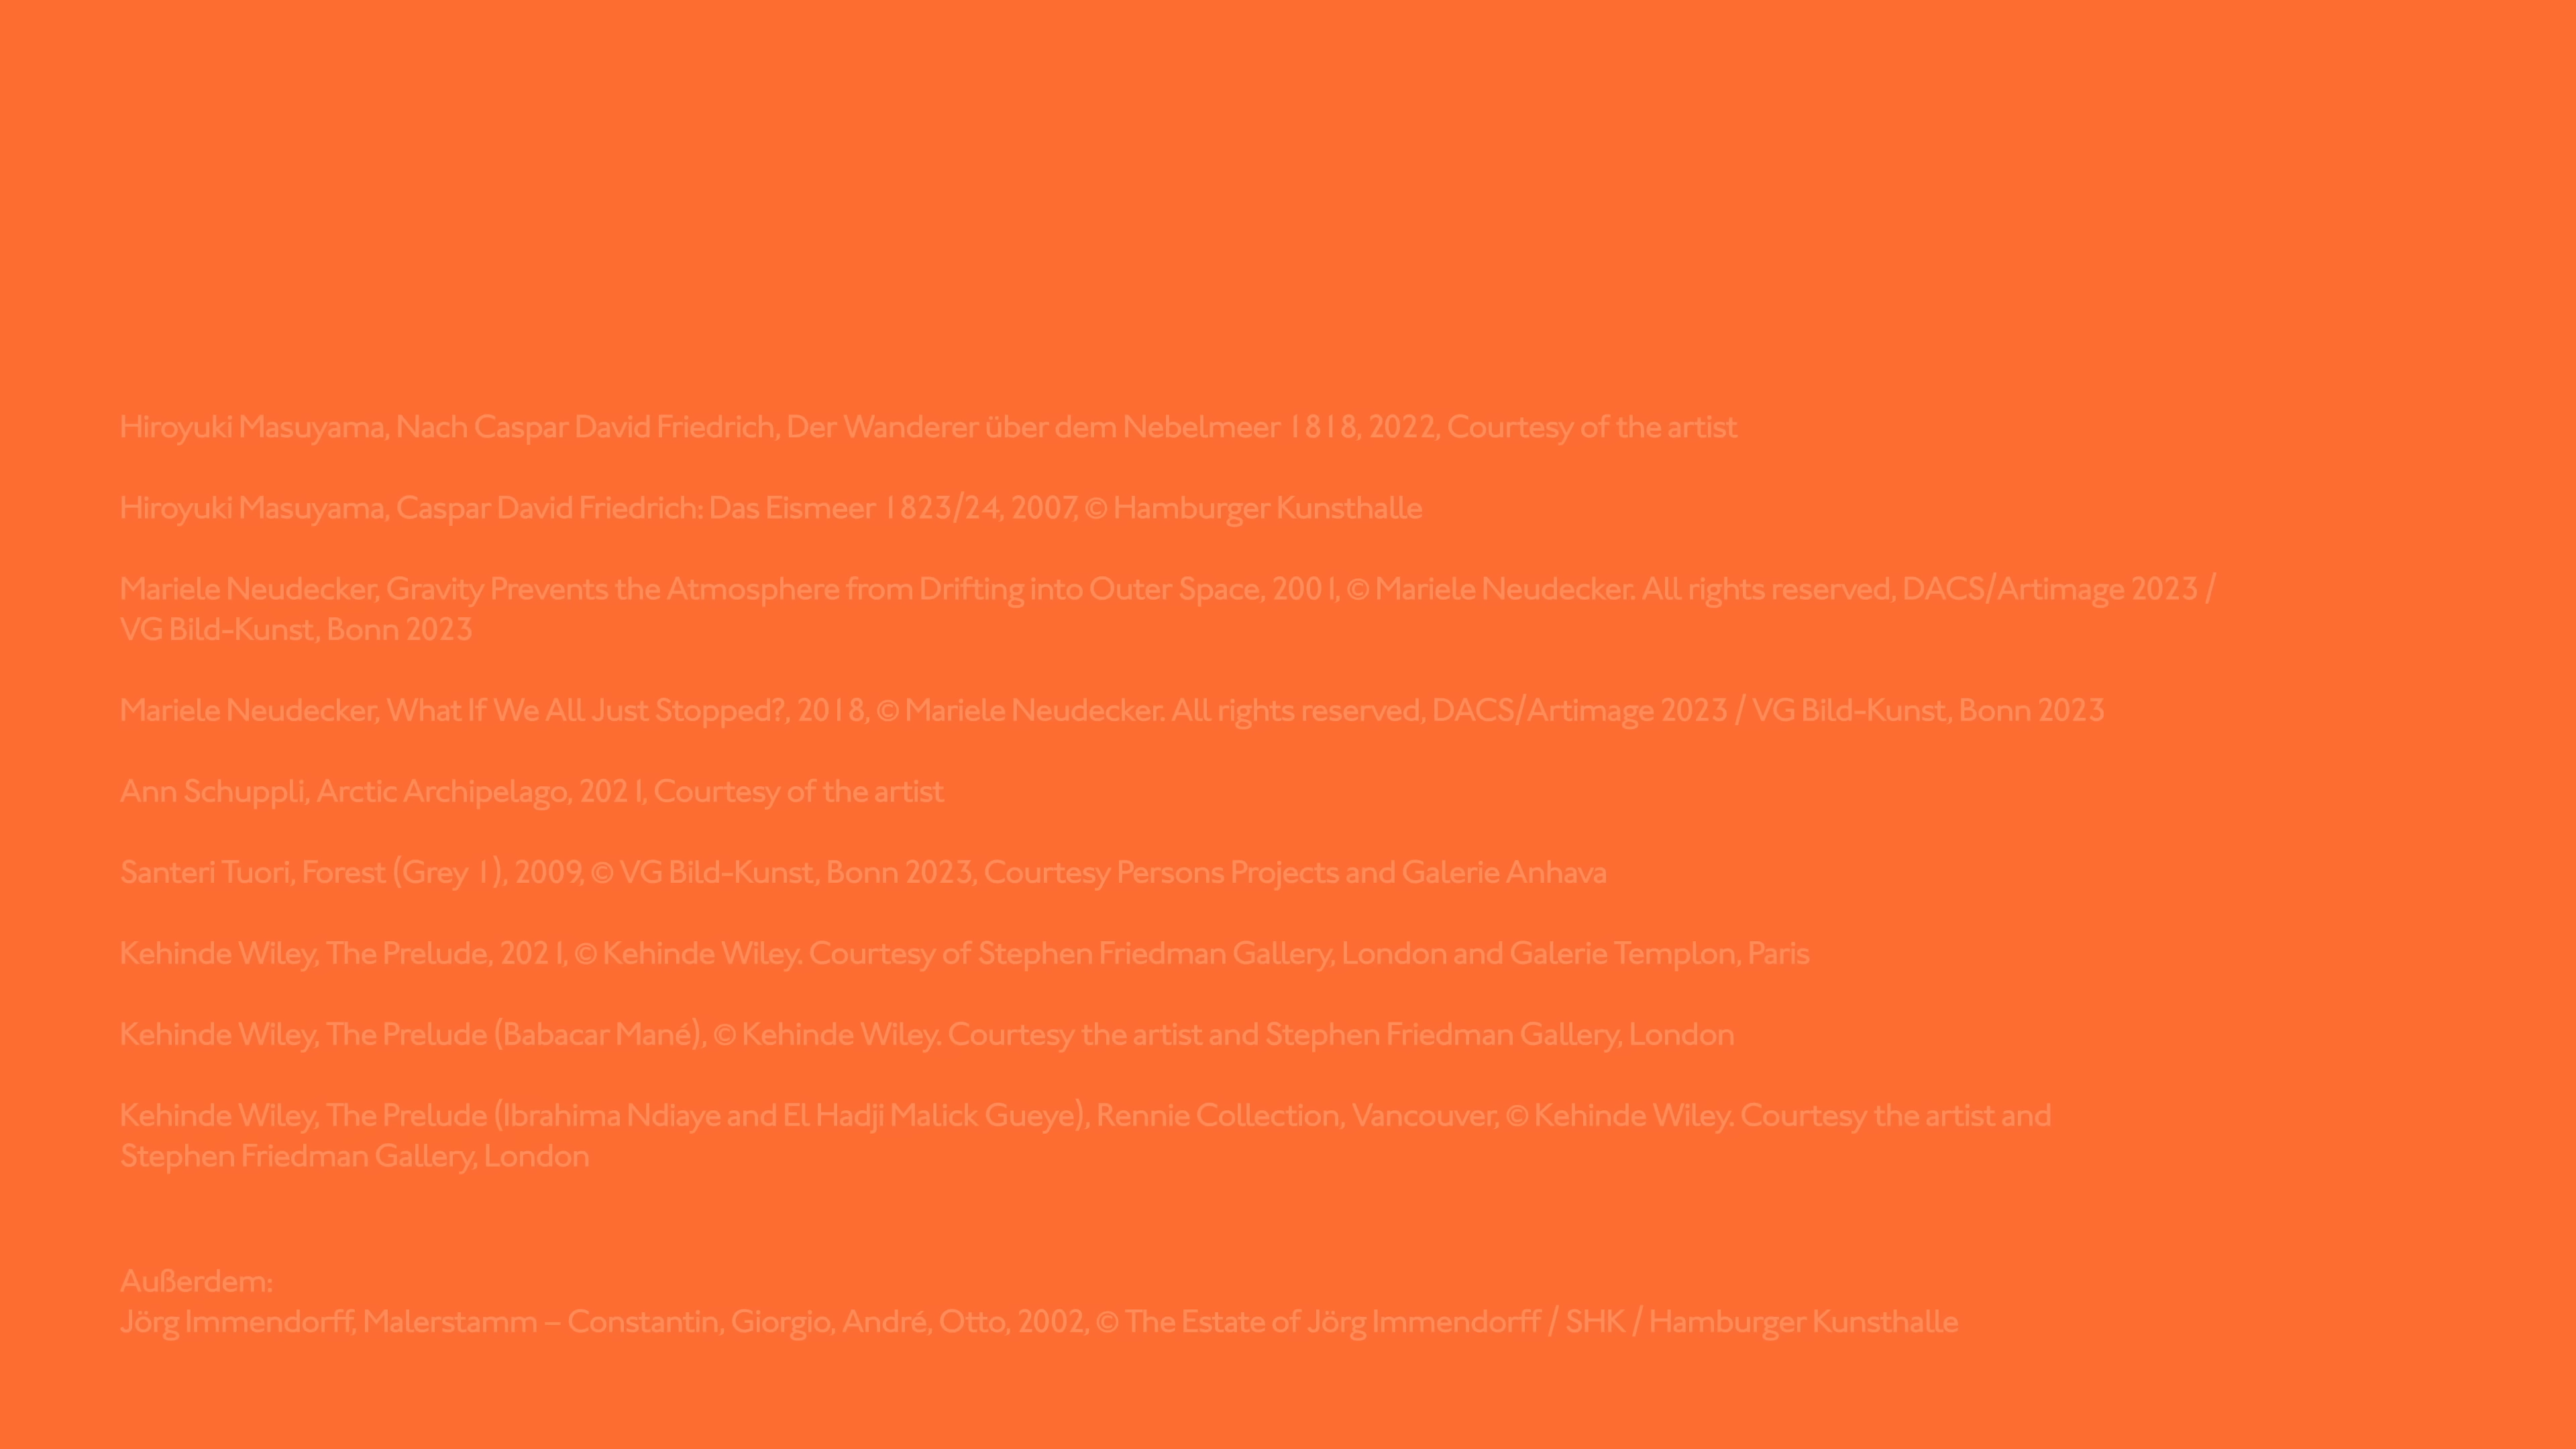 Hiroyuki Masuyama, Nach Caspar David Friedrich, Der Wanderer über dem Nebelmeer 1818, 2022, Courtesy of the artist
Hiroyuki Masuyama, Caspar David Friedrich: Das Eismeer 1823/24, 2007, © Hamburger Kunsthalle
Mariele Neudecker, Gravity Prevents the Atmosphere from Drifting into Outer Space, 2001, © Mariele Neudecker. All rights reserved, DACS/Artimage 2023 /
VG Bild-Kunst, Bonn 2023
Mariele Neudecker, What If We All Just Stopped?, 2018, © Mariele Neudecker. All rights reserved, DACS/Artimage 2023 / VG Bild-Kunst, Bonn 2023
Ann Schuppli, Arctic Archipelago, 2021, Courtesy of the artist
Santeri Tuori, Forest (Grey 1), 2009, © VG Bild-Kunst, Bonn 2023, Courtesy Persons Projects and Galerie Anhava
Kehinde Wiley, The Prelude, 2021, © Kehinde Wiley. Courtesy of Stephen Friedman Gallery, London and Galerie Templon, Paris
Kehinde Wiley, The Prelude (Babacar Mané), © Kehinde Wiley. Courtesy the artist and Stephen Friedman Gallery, London
Kehinde Wiley, The Prelude (Ibrahima Ndiaye and El Hadji Malick Gueye), Rennie Collection, Vancouver, © Kehinde Wiley. Courtesy the artist and
Stephen Friedman Gallery, London
Außerdem:
Jörg Immendorff, Malerstamm – Constantin, Giorgio, André, Otto, 2002, © The Estate of Jörg Immendorff / SHK / Hamburger Kunsthalle